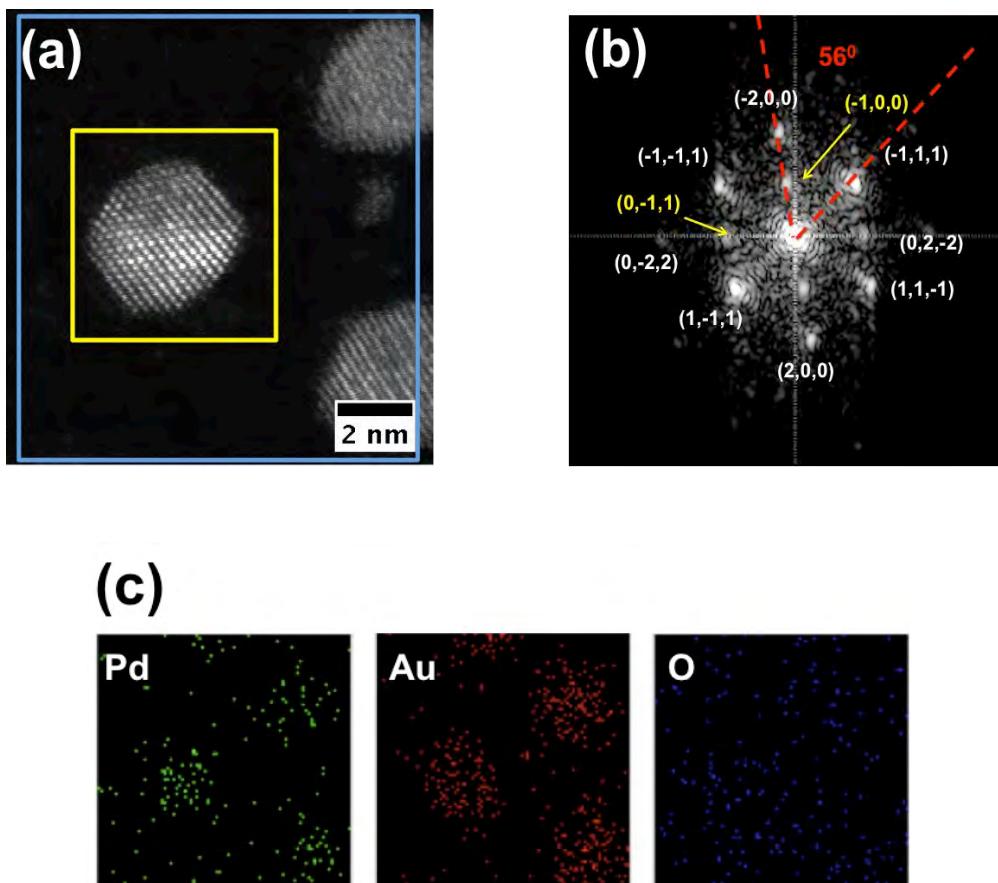 (a)
2 nm
(b)
56⁰
(-2,0,0)
(-1,0,0)
(-1,-1,1)
(-1,1,1)
(0,-1,1)
(0,-2,2)
(0,2,-2)
(1,-1,1)
(1,1,-1)
(2,0,0)
(c)
Pd
Au
O